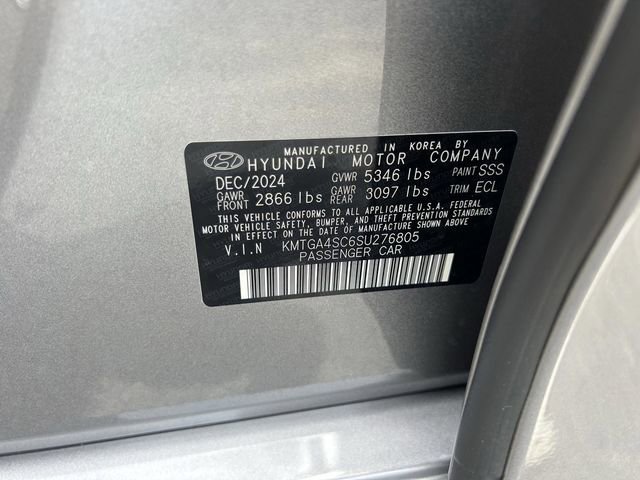 MANUFACTURED IN KOREA BY
HYUNDAI MOTOR COMPANY
DEC/2024 GVWR 5346 lbs PAINT SSS
GAWR FRONT 2866 lbs GAWR REAR 3097 lbs TRIM ECL
THIS VEHICLE CONFORMS TO ALL APPLICABLE U.S.A. FEDERAL
MOTOR VEHICLE SAFETY, BUMPER, AND THEFT PREVENTION STANDARDS
IN EFFECT ON THE DATE OF MANUFACTURE SHOWN ABOVE.
V.I.N KMTGA4SC6SU276805
PASSENGER CAR